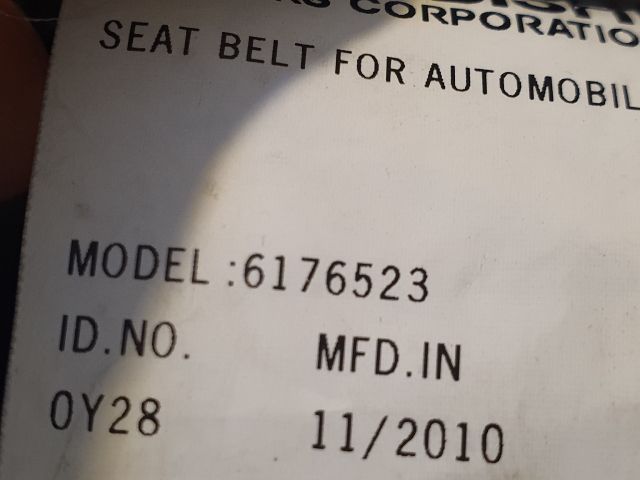 CORPORATIO
SEAT BELT FOR AUTOMOBIL
MODEL :6176523
ID.NO. MFD.IN
0Y28 11/2010